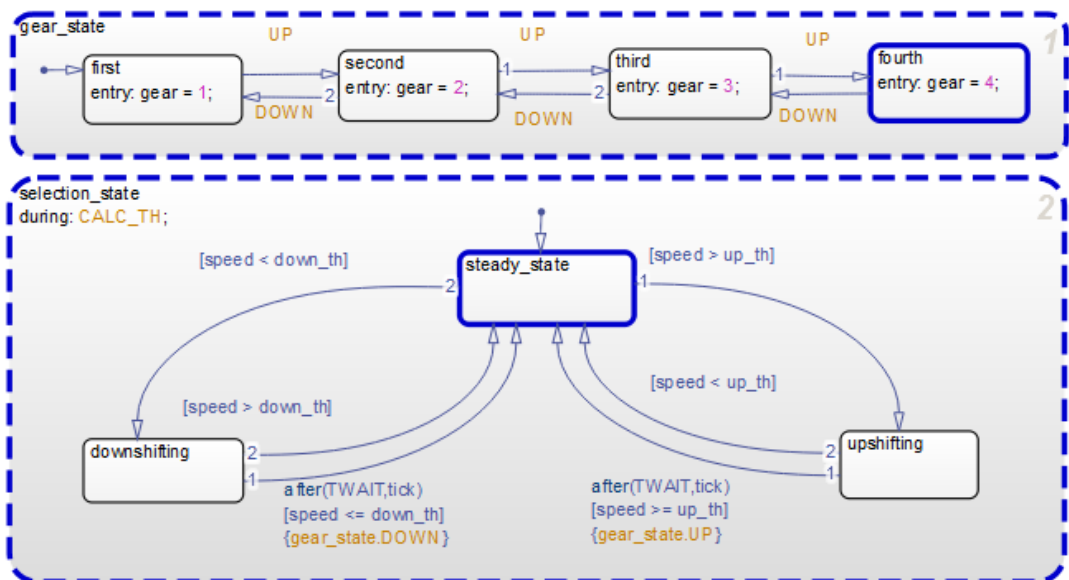 gear_state
1
UP
UP
UP
first
entry: gear = 1;
second
entry: gear = 2;
third
entry: gear = 3;
fourth
entry: gear = 4;
1
1
2
2
DOWN
DOWN
DOWN
selection_state
during: CALC_TH;
2
[speed < down_th]
steady_state
[speed > up_th]
2
1
[speed > down_th]
[speed < up_th]
downshifting
2
1
upshifting
2
1
after(TWAIT,tick)
[speed <= down_th]
{gear_state.DOWN}
after(TWAIT,tick)
[speed >= up_th]
{gear_state.UP}